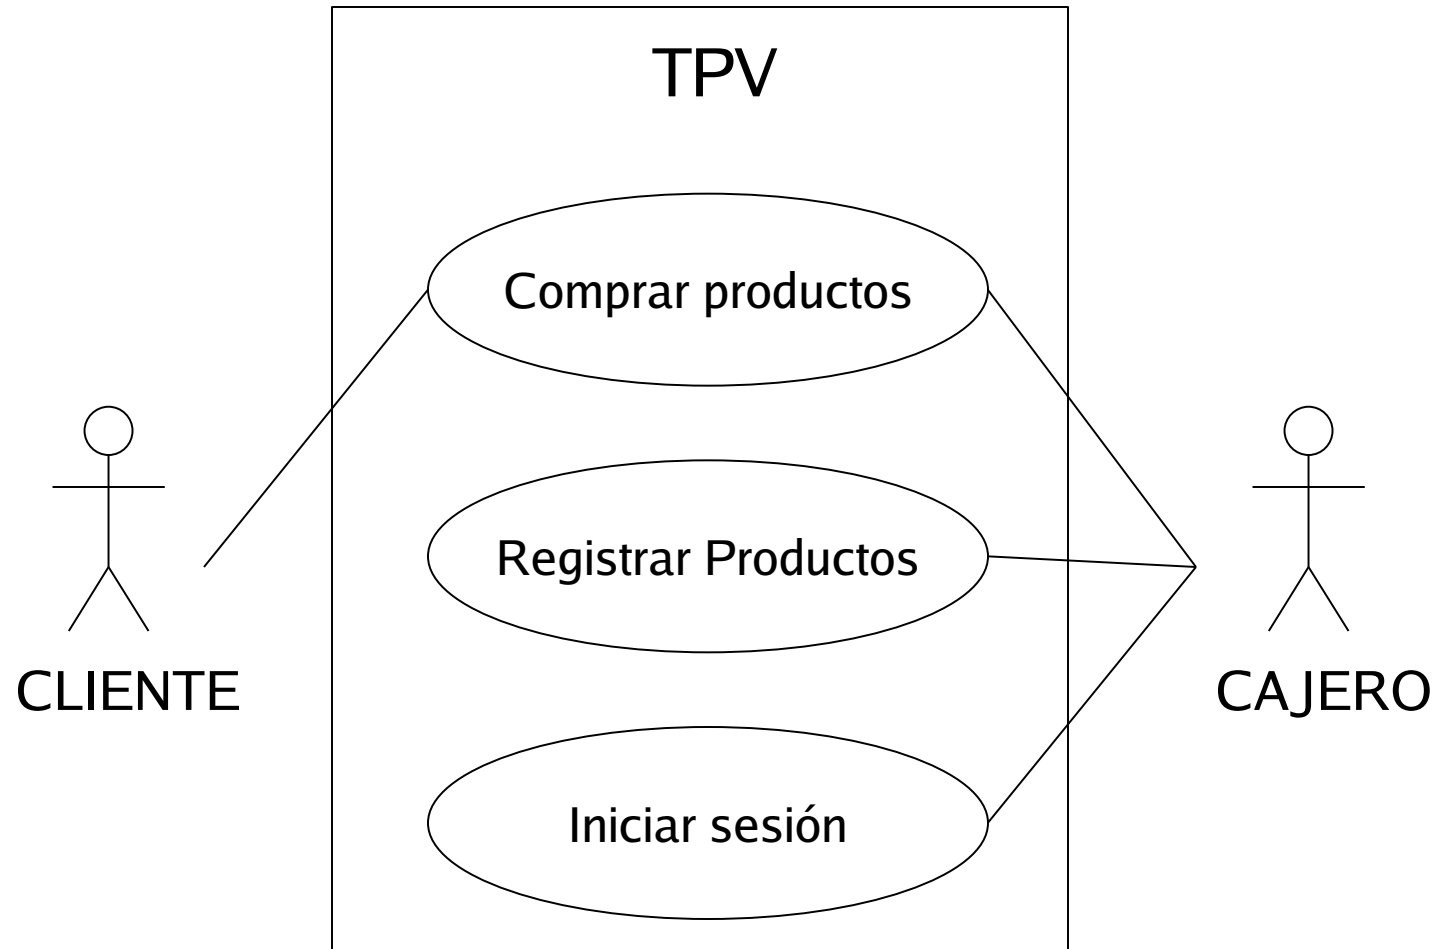 TPV
Comprar productos
Registrar Productos
CLIENTE
CAJERO
Iniciar sesión